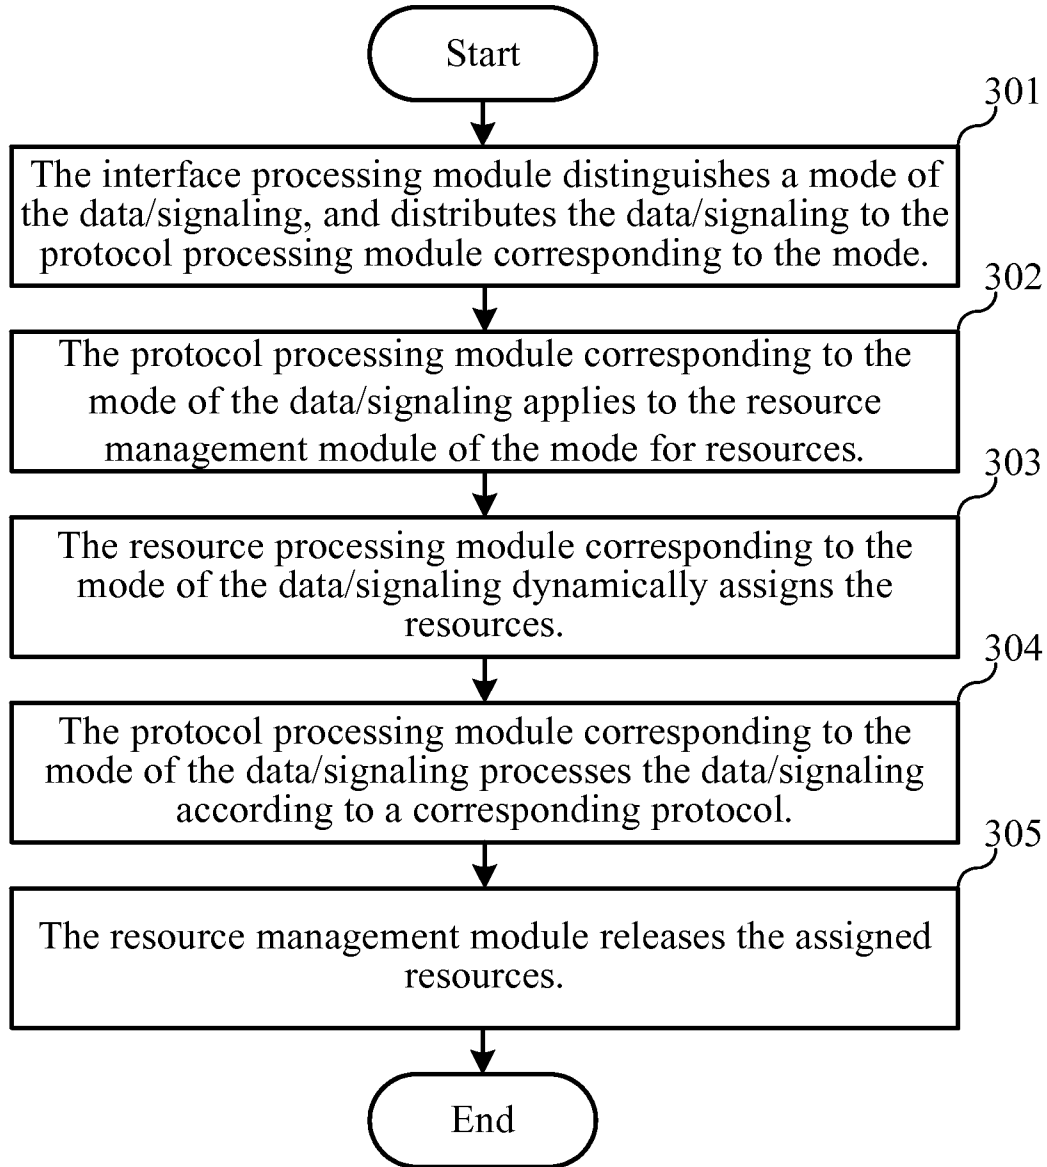 Start
301
The interface processing module distinguishes a mode of
the data/signaling, and distributes the data/signaling to the
protocol processing module corresponding to the mode.
302
The protocol processing module corresponding to the
mode of the data/signaling applies to the resource
management module of the mode for resources.
303
The resource processing module corresponding to the
mode of the data/signaling dynamically assigns the
resources.
304
The protocol processing module corresponding to the
mode of the data/signaling processes the data/signaling
according to a corresponding protocol.
305
The resource management module releases the assigned
resources.
End